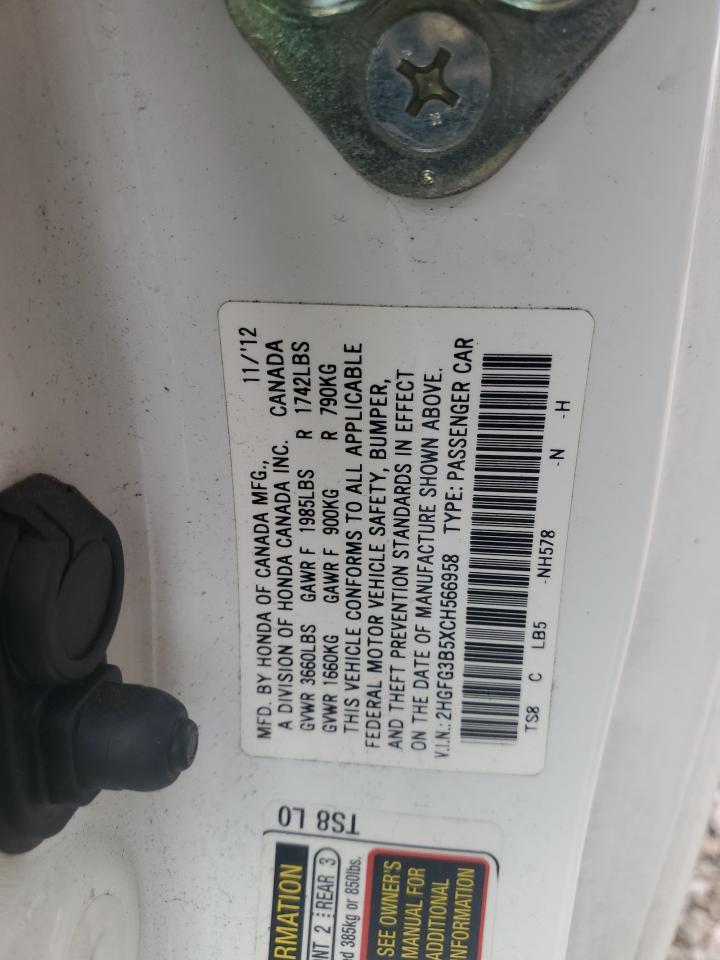 MFD. BY HONDA OF CANADA MFG., 11/'12
A DIVISION OF HONDA CANADA INC. CANADA
GVWR 3660LBS GAWR F 1985LBS R 1742LBS
GVWR 1660KG GAWR F 900KG R 790KG
THIS VEHICLE CONFORMS TO ALL APPLICABLE
FEDERAL MOTOR VEHICLE SAFETY, BUMPER,
AND THEFT PREVENTION STANDARDS IN EFFECT
ON THE DATE OF MANUFACTURE SHOWN ABOVE.
V.I.N.: 2HGFG3B5XCH566958 TYPE: PASSENGER CAR
TS8 C LB5 -NH578 -N -H
TS8 L0
RMATION
NT 2 REAR 3
d 385kg or 850lbs.
SEE OWNER'S
MANUAL FOR
ADDITIONAL
INFORMATION